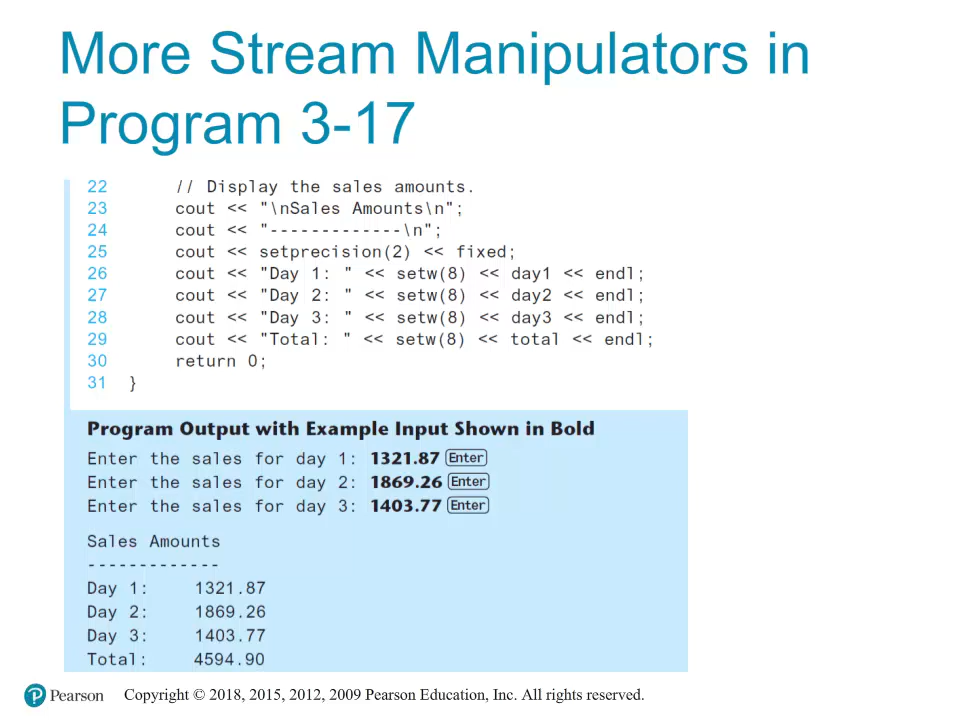 More Stream Manipulators in
Program 3-17
22 // Display the sales amounts.
23 cout << "\nSales Amounts\n";
24 cout << "-------------\n";
25 cout << setprecision(2) << fixed;
26 cout << "Day 1: " << setw(8) << day1 << endl;
27 cout << "Day 2: " << setw(8) << day2 << endl;
28 cout << "Day 3: " << setw(8) << day3 << endl;
29 cout << "Total: " << setw(8) << total << endl;
30 return 0;
31 }
Program Output with Example Input Shown in Bold
Enter the sales for day 1: 1321.87 Enter
Enter the sales for day 2: 1869.26 Enter
Enter the sales for day 3: 1403.77 Enter
Sales Amounts
-------------
Day 1: 1321.87
Day 2: 1869.26
Day 3: 1403.77
Total: 4594.90
P Pearson Copyright © 2018, 2015, 2012, 2009 Pearson Education, Inc. All rights reserved.